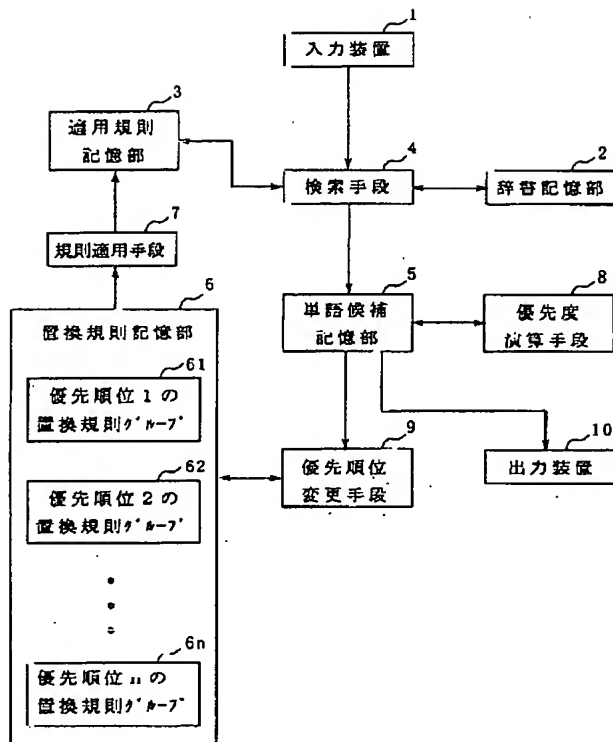 1
入力装置
3
適用規則
記憶部
4
検索手段
2
辞書記憶部
7
規則適用手段
5
単語候補
記憶部
8
優先度
演算手段
6
置換規則記憶部
61
優先順位1の
置換規則グループ
62
優先順位2の
置換規則グループ
9
優先順位
変更手段
10
出力装置
6n
優先順位nの
置換規則グループ